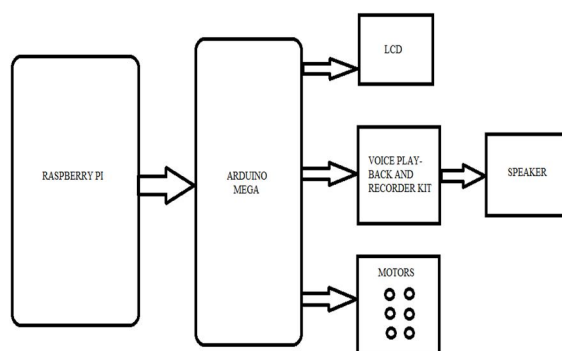 RASPBERRY PI
ARDUINO
MEGA
LCD
VOICE PLAY-
BACK AND
RECORDER KIT
SPEAKER
MOTORS